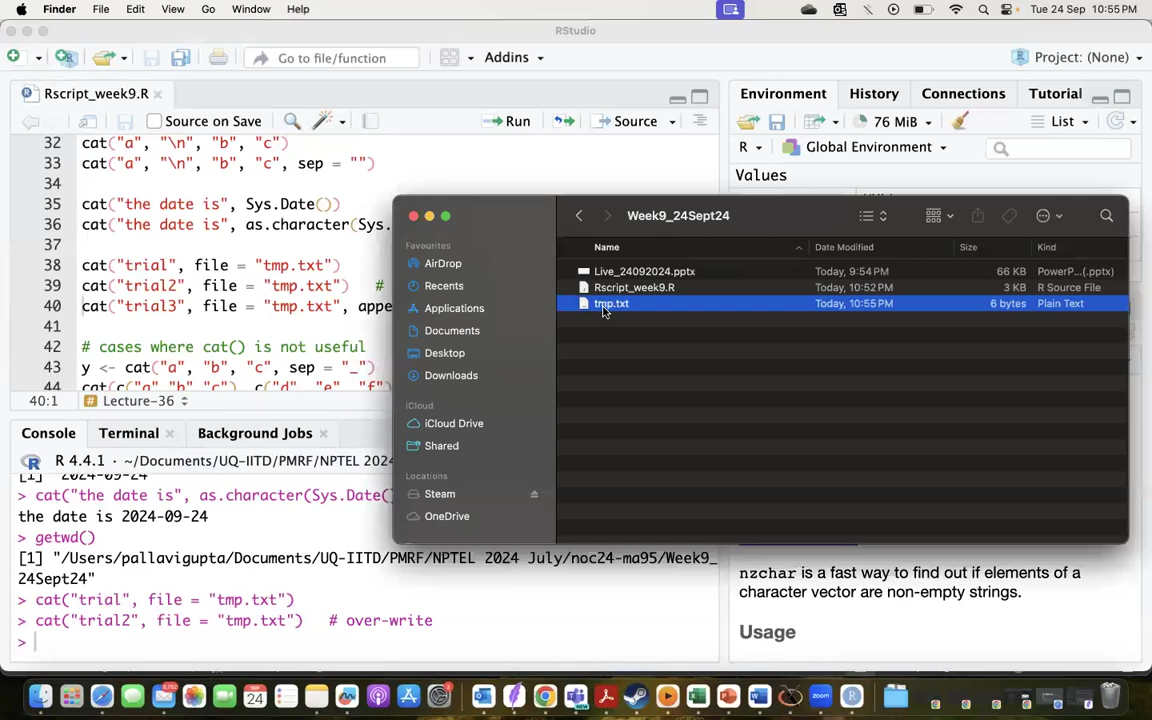 Finder File Edit View Go Window Help Tue 24 Sep 10:55 PM
RStudio
Go to file/function Addins Project: (None)
Rscript_week9.R
Source on Save Run Source
32 cat("a", "\n", "b", "c")
33 cat("a", "\n", "b", "c", sep = "")
34
35 cat("the date is", Sys.Date())
36 cat("the date is", as.character(Sys.
37
38 cat("trial", file = "tmp.txt")
39 cat("trial2", file = "tmp.txt") #
40 cat("trial3", file = "tmp.txt", appe
41
42 # cases where cat() is not useful
43 y <- cat("a", "b", "c", sep = "_")
44 cat(c("a" "b" "c") c("d" "e" "f")
40:1 # Lecture-36
Console Terminal Background Jobs
R 4.4.1 · ~/Documents/UQ-IITD/PMRF/NPTEL 2024
[1] 2024-09-24
> cat("the date is", as.character(Sys.Date()
the date is 2024-09-24
> getwd()
[1] "/Users/pallavigupta/Documents/UQ-IITD/PMRF/NPTEL 2024 July/noc24-ma95/Week9_
24Sept24"
> cat("trial", file = "tmp.txt")
> cat("trial2", file = "tmp.txt") # over-write
>
Environment History Connections Tutorial
76 MiB List
R Global Environment
Values
Week9_24Sept24
Favourites
AirDrop
Recents
Applications
Documents
Desktop
Downloads
iCloud
iCloud Drive
Shared
Locations
Steam
OneDrive
Name Date Modified Size Kind
Live_24092024.pptx Today, 9:54 PM 66 KB PowerP...(.pptx)
Rscript_week9.R Today, 10:52 PM 3 KB R Source File
tmp.txt Today, 10:55 PM 6 bytes Plain Text
nzchar is a fast way to find out if elements of a
character vector are non-empty strings.
Usage
SEP
24
zoom